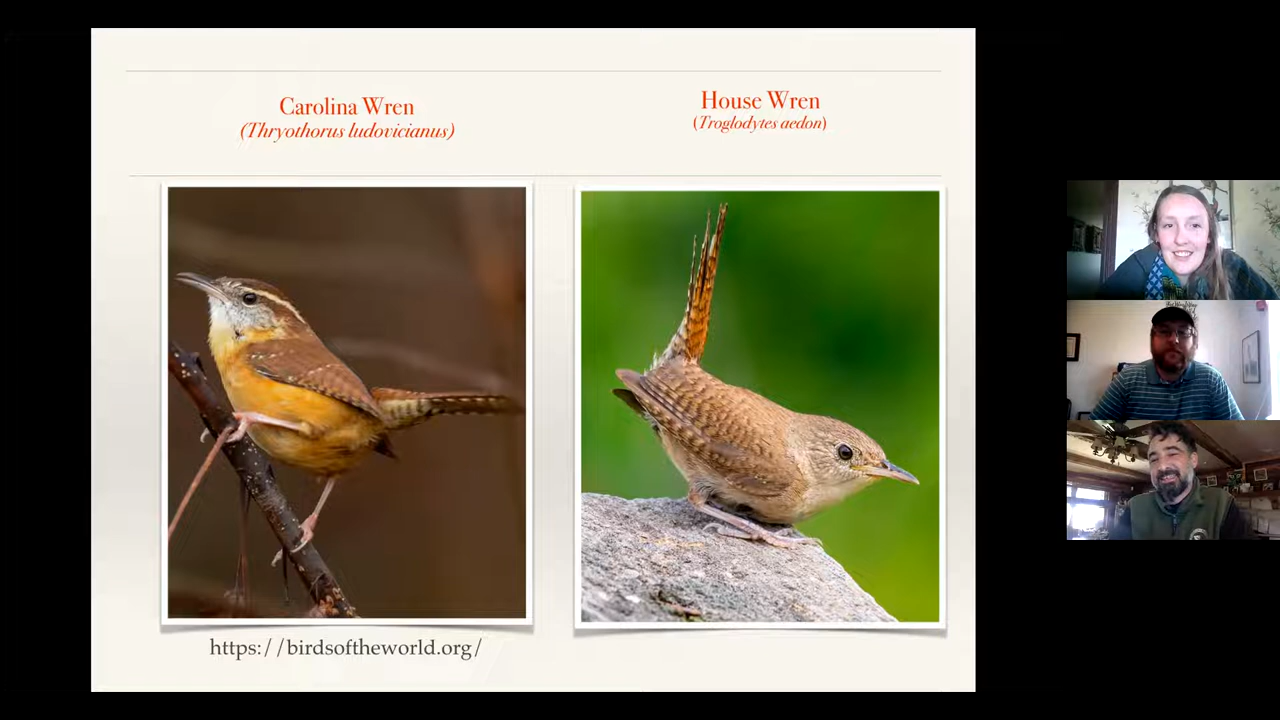 Carolina Wren
(Thryothorus ludovicianus)
House Wren
(Troglodytes aedon)
https://birdsoftheworld.org/